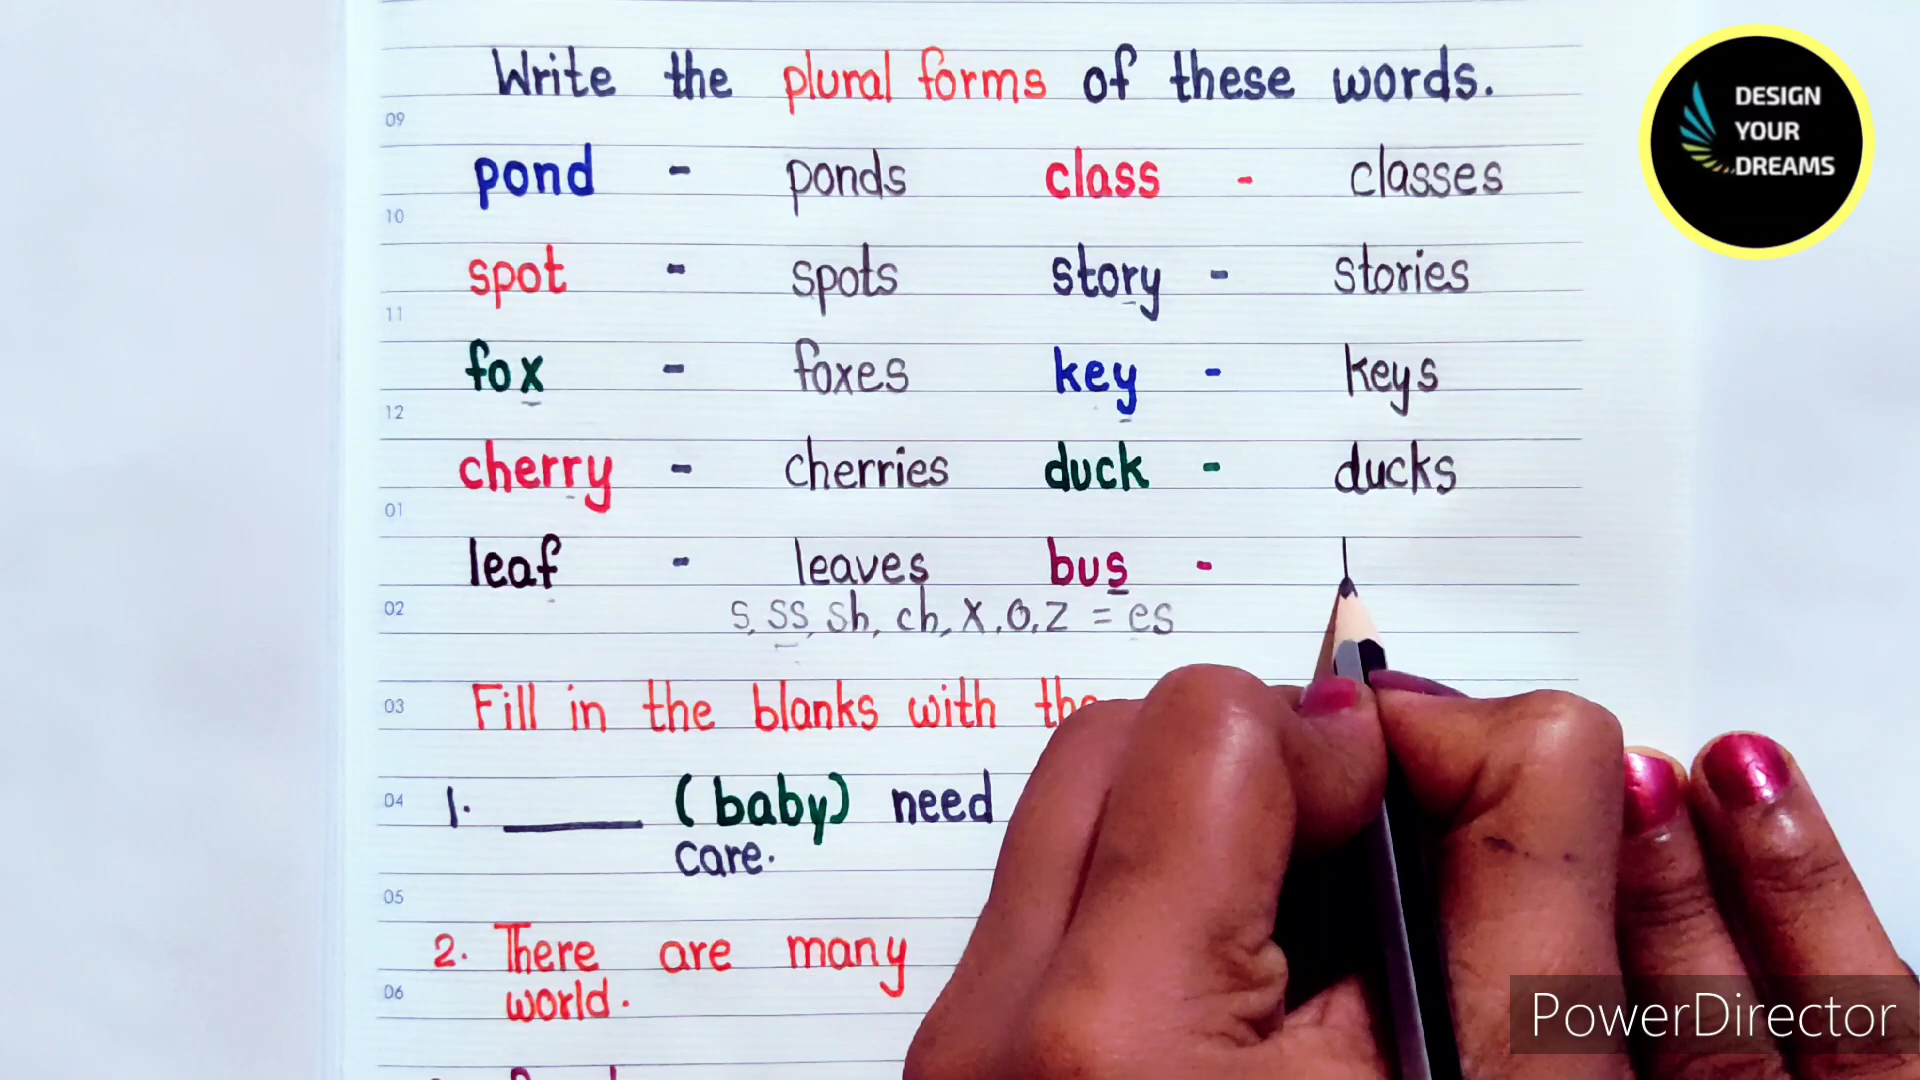 Write the plural forms of these words.
DESIGN
YOUR
DREAMS
09
pond - ponds class - classes
10
spot - spots story - stories
11
fox - foxes key - keys
12
cherry - cherries duck - ducks
01
leaf - leaves bus -
02 s, ss, sh, ch, x, o, z = es
03 Fill in the blanks with the
04 1. ______ (baby) need
care.
05
2. There are many
06 world.
PowerDirector